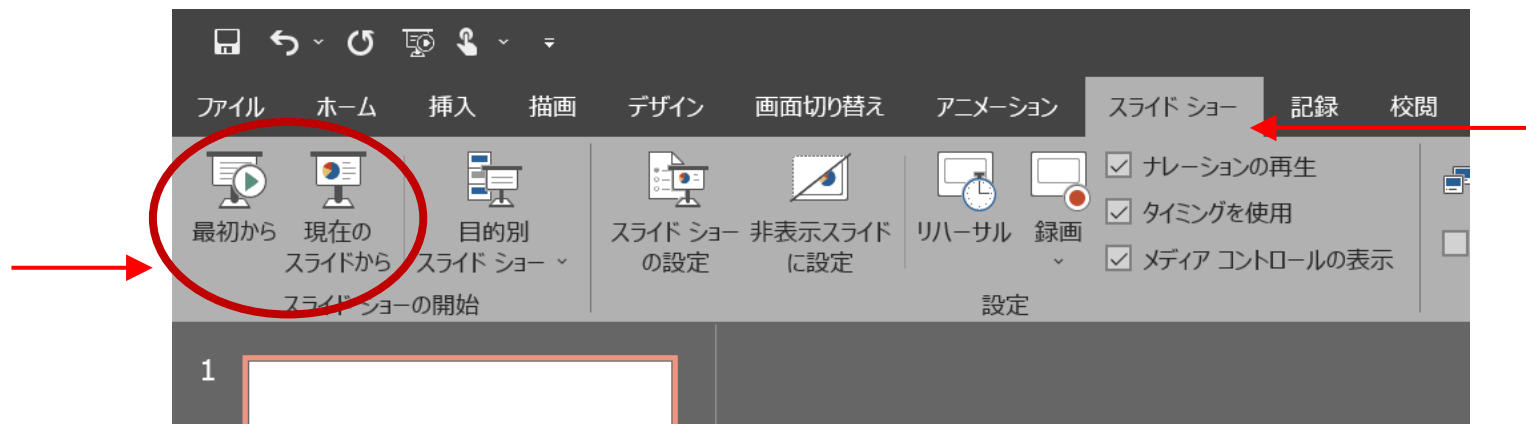 ファイル ホーム 挿入 描画 デザイン 画面切り替え アニメーション スライド ショー 記録 校閲
最初から
現在の
スライドから
目的別
スライド ショー
スライド ショーの開始
スライド ショー
の設定
非表示スライド
に設定
リハーサル
録画
ナレーションの再生
タイミングを使用
メディア コントロールの表示
設定
1